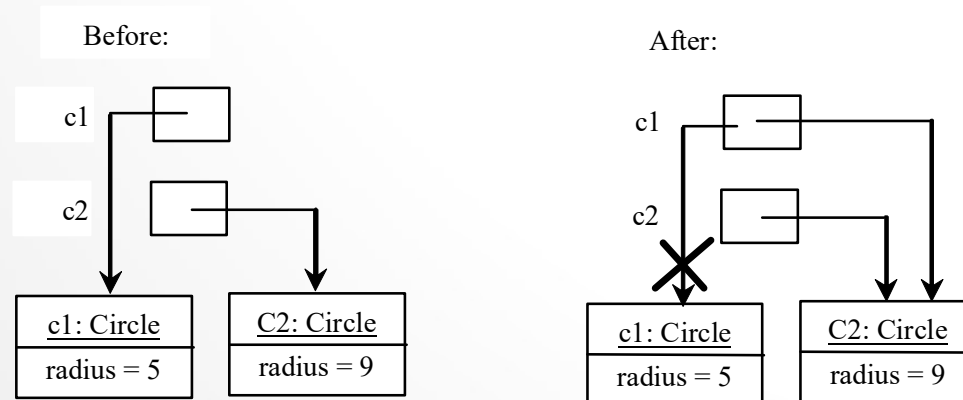 Before:
c1
c2
c1: Circle
radius = 5
C2: Circle
radius = 9
After:
c1
c2
c1: Circle
radius = 5
C2: Circle
radius = 9